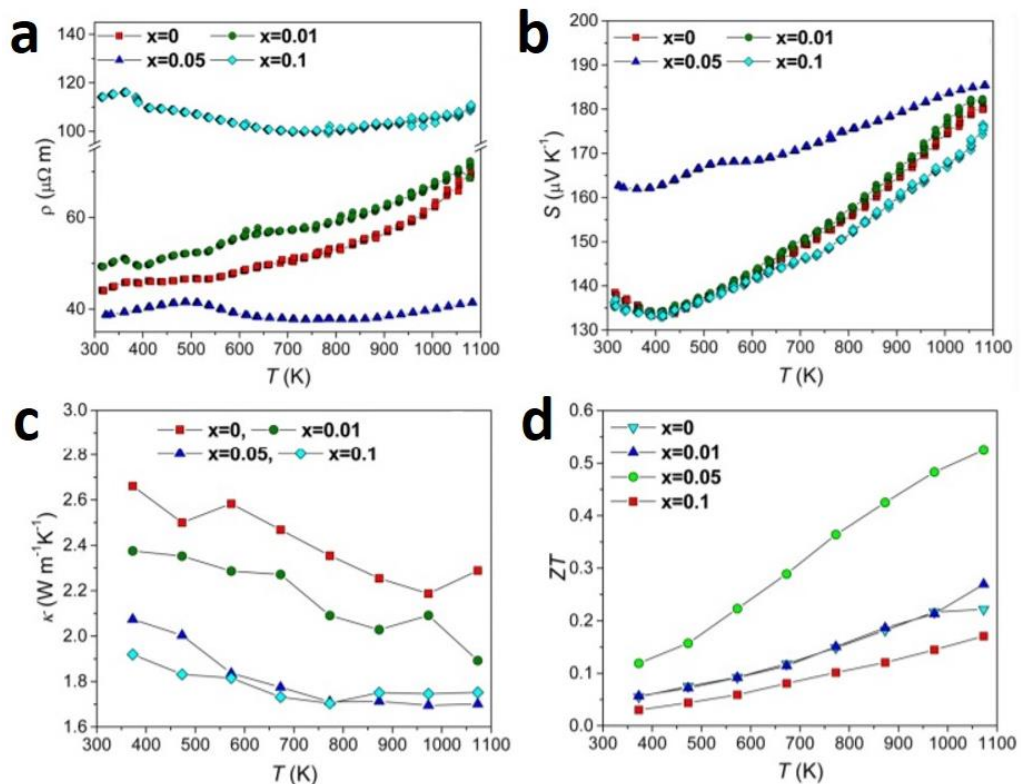 a
140
120
100
60
40
ρ (μΩ m)
x=0 x=0.01
x=0.05 x=0.1
300 400 500 600 700 800 900 1000 1100
T (K)
b
190
180
170
160
150
140
130
S (μV K⁻¹)
x=0 x=0.01
x=0.05 x=0.1
300 400 500 600 700 800 900 1000 1100
T (K)
c
3.0
2.8
2.6
2.4
2.2
2.0
1.8
1.6
κ (W m⁻¹K⁻¹)
x=0, x=0.01
x=0.05, x=0.1
300 400 500 600 700 800 900 1000 1100
T (K)
d
0.6
0.5
0.4
0.3
0.2
0.1
0.0
ZT
x=0
x=0.01
x=0.05
x=0.1
300 400 500 600 700 800 900 1000 1100
T (K)